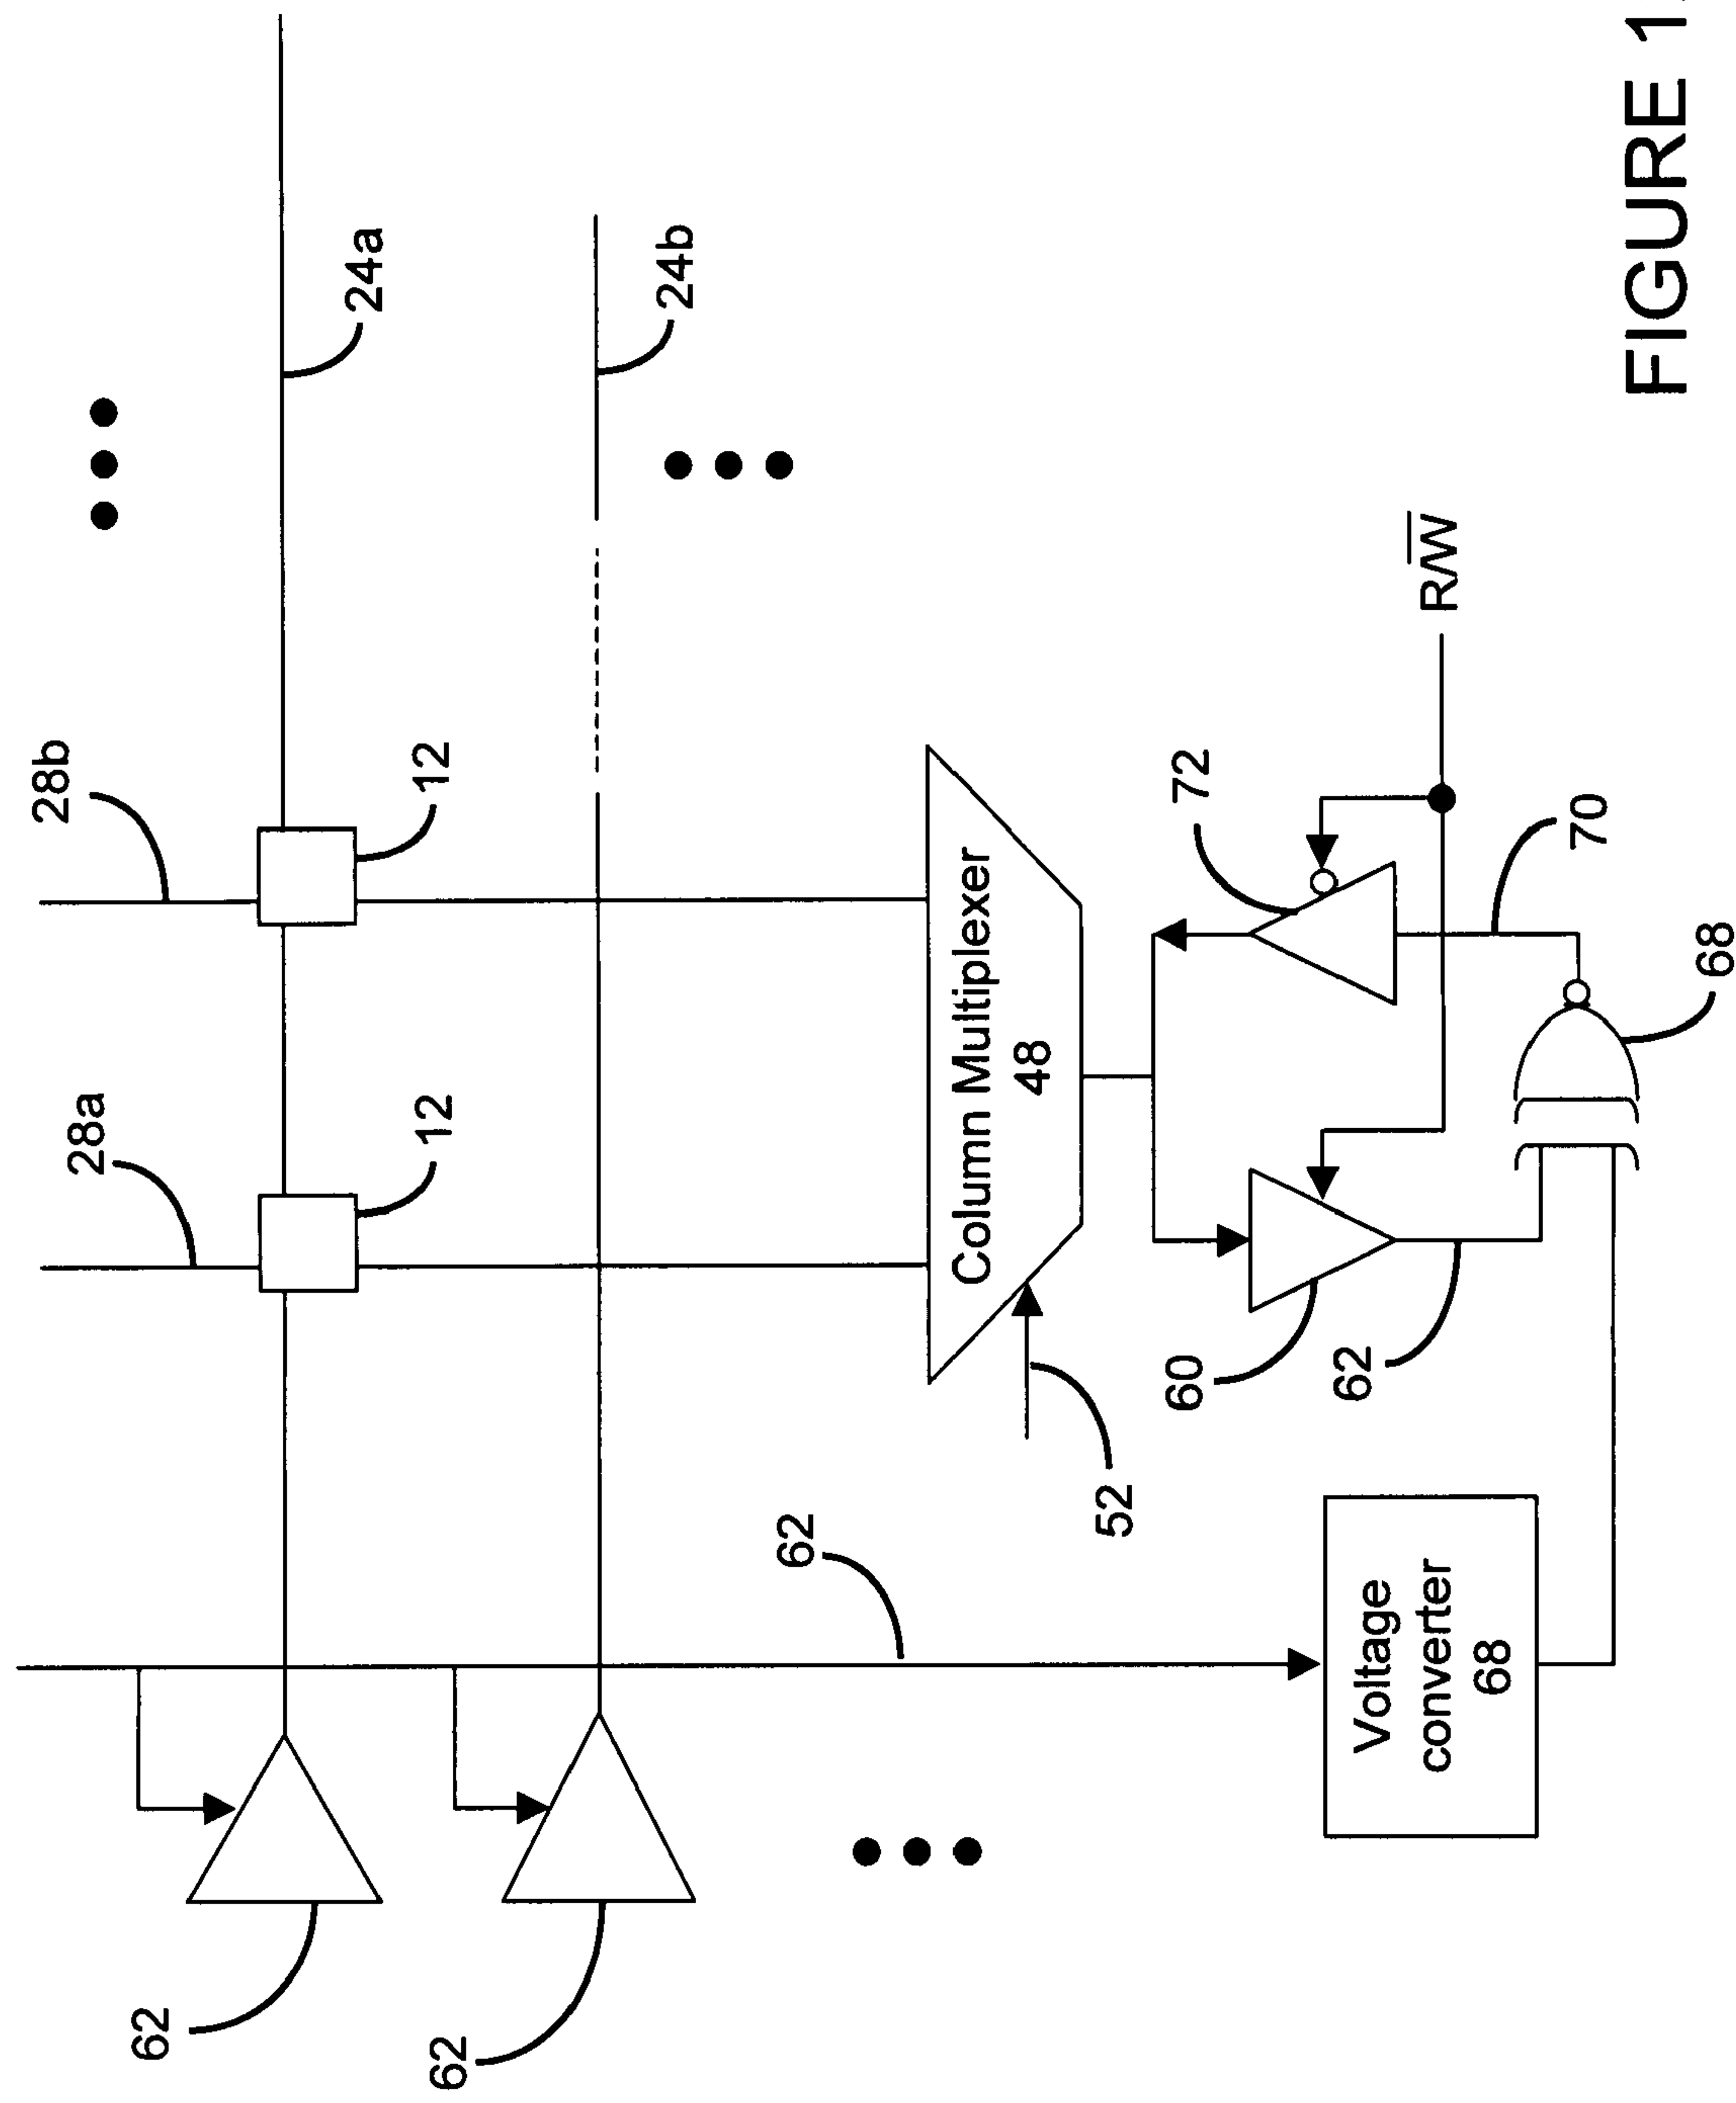 28b
28a
62
24a
62
12
12
24b
62
Column Multiplexer
48
52
60
72
62
Voltage
converter
68
R/W̅
70
68
FIGURE 1